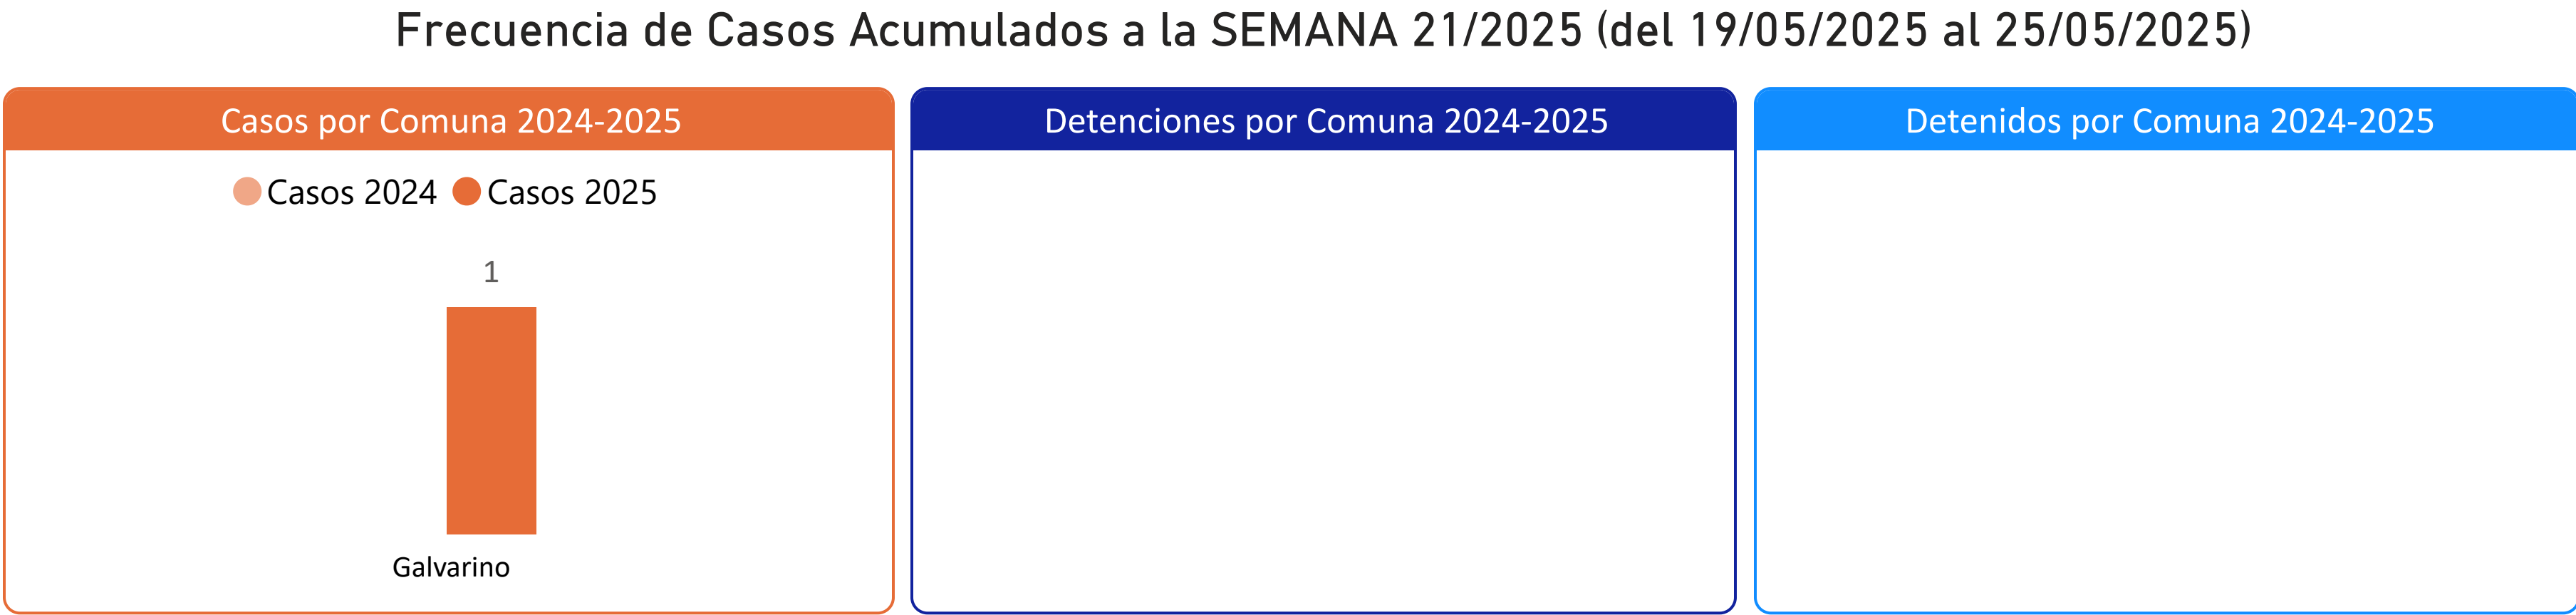 Frecuencia de Casos Acumulados a la SEMANA 21/2025 (del 19/05/2025 al 25/05/2025)
Casos por Comuna 2024-2025
Casos 2024 Casos 2025
1
Galvarino
Detenciones por Comuna 2024-2025
Detenidos por Comuna 2024-2025